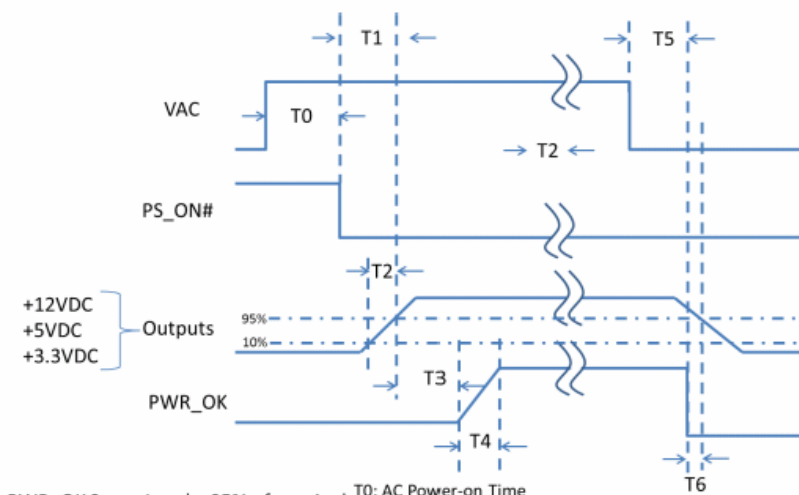 T1
T5
VAC
T0
T2
PS_ON#
T2
+12VDC
+5VDC
+3.3VDC
Outputs
95%
10%
T3
PWR_OK
T4
T0: AC Power-on Time
T6